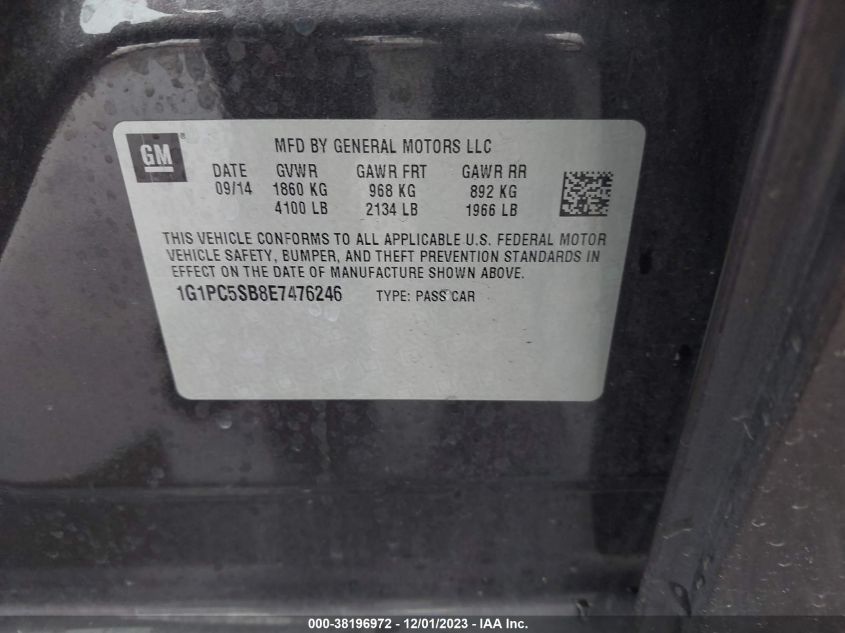 GM ®
MFD BY GENERAL MOTORS LLC
DATE GVWR GAWR FRT GAWR RR
09/14 1860 KG 968 KG 892 KG
4100 LB 2134 LB 1966 LB
THIS VEHICLE CONFORMS TO ALL APPLICABLE U.S. FEDERAL MOTOR
VEHICLE SAFETY, BUMPER, AND THEFT PREVENTION STANDARDS IN
EFFECT ON THE DATE OF MANUFACTURE SHOWN ABOVE.
1G1PC5SB8E7476246 TYPE: PASS CAR
000-38196972 - 12/01/2023 - IAA Inc.